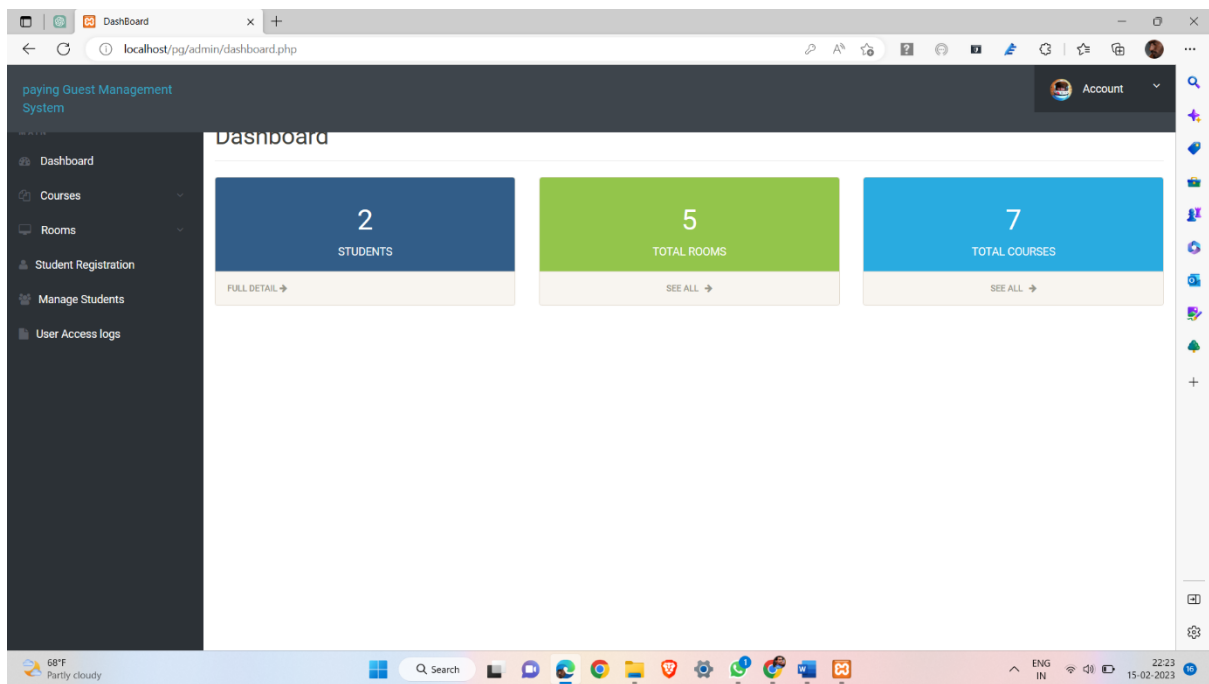 DashBoard
localhost/pg/admin/dashboard.php
paying Guest Management
System
Account
Dashboard
Dashboard
Courses
Rooms
Student Registration
Manage Students
User Access logs
2
STUDENTS
FULL DETAIL
5
TOTAL ROOMS
SEE ALL
7
TOTAL COURSES
SEE ALL
68°F
Partly cloudy
Search
ENG
IN
22:23
15-02-2023
16